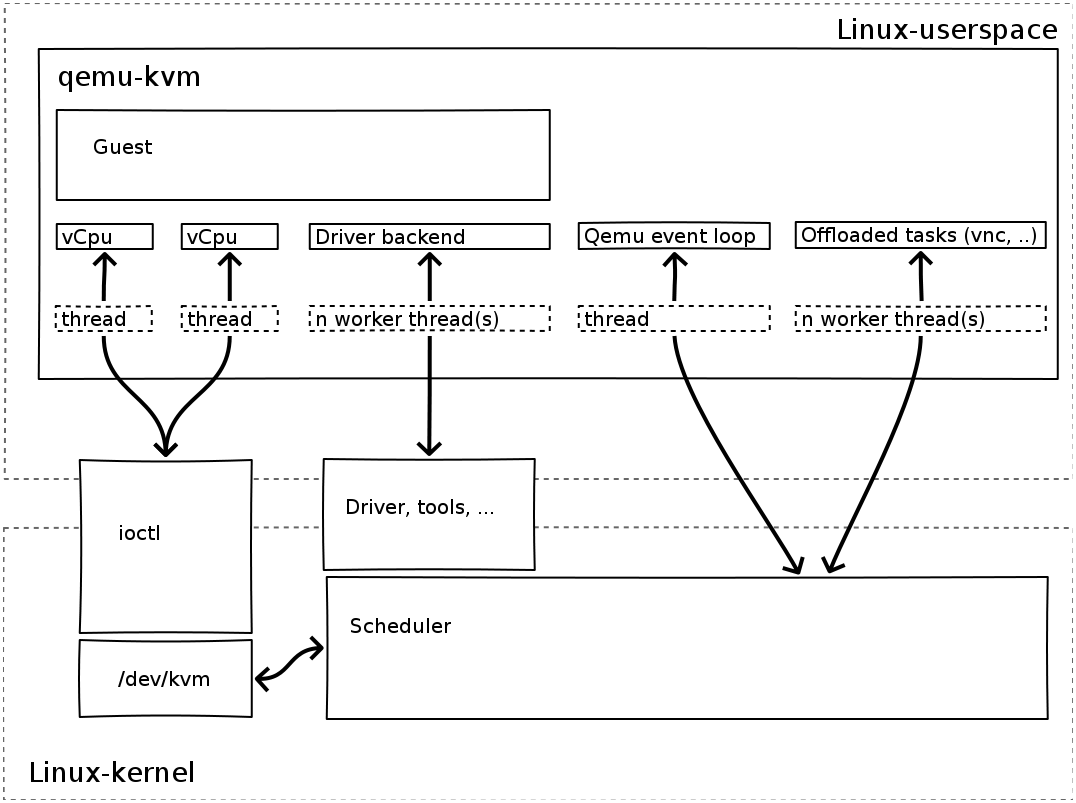 Linux-userspace
qemu-kvm
Guest
vCpu
vCpu
Driver backend
Qemu event loop
Offloaded tasks (vnc, ..)
thread
thread
n worker thread(s)
thread
n worker thread(s)
ioctl
Driver, tools, ...
Scheduler
/dev/kvm
Linux-kernel